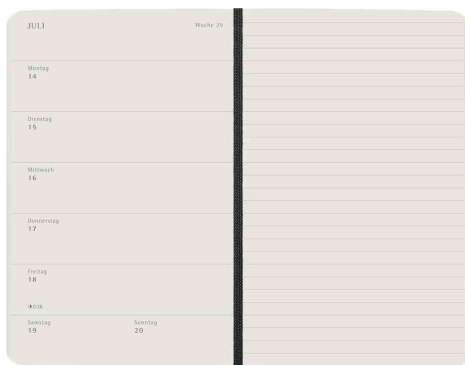 JULI
Woche 29
Montag
14
Dienstag
15
Mittwoch
16
Donnerstag
17
Freitag
18
Samstag
19
Sonntag
20